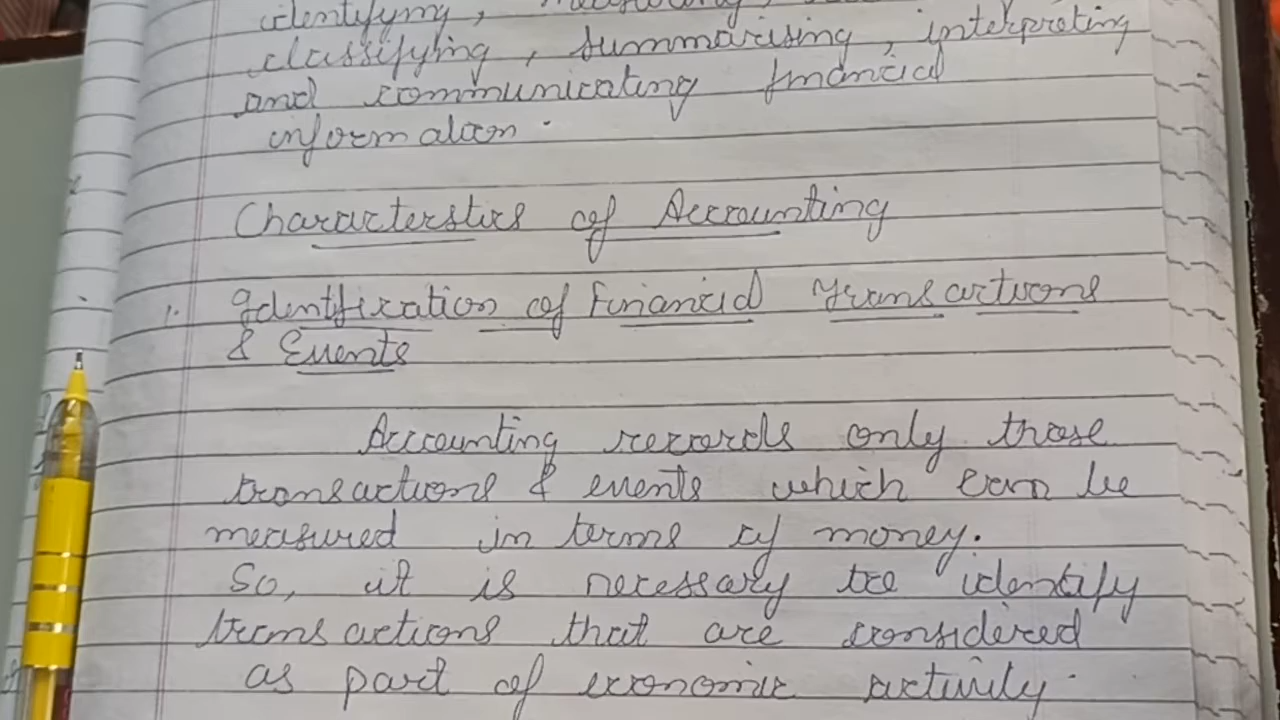 identifying,
classifying, summarising, interpreting
and communicating financial
information.
Characterstics of Accounting
1. Identification of Financial transactions
& Events
Accounting records only those
transactions & events which can be
measured in terms of money.
So, it is necessary to identify
transactions that are considered
as part of economic activity.